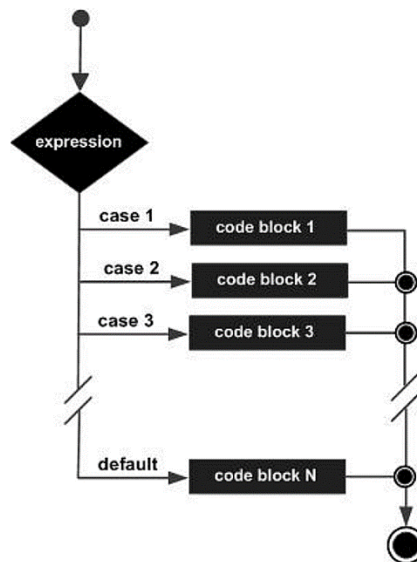 expression
case 1
code block 1
case 2
code block 2
case 3
code block 3
default
code block N